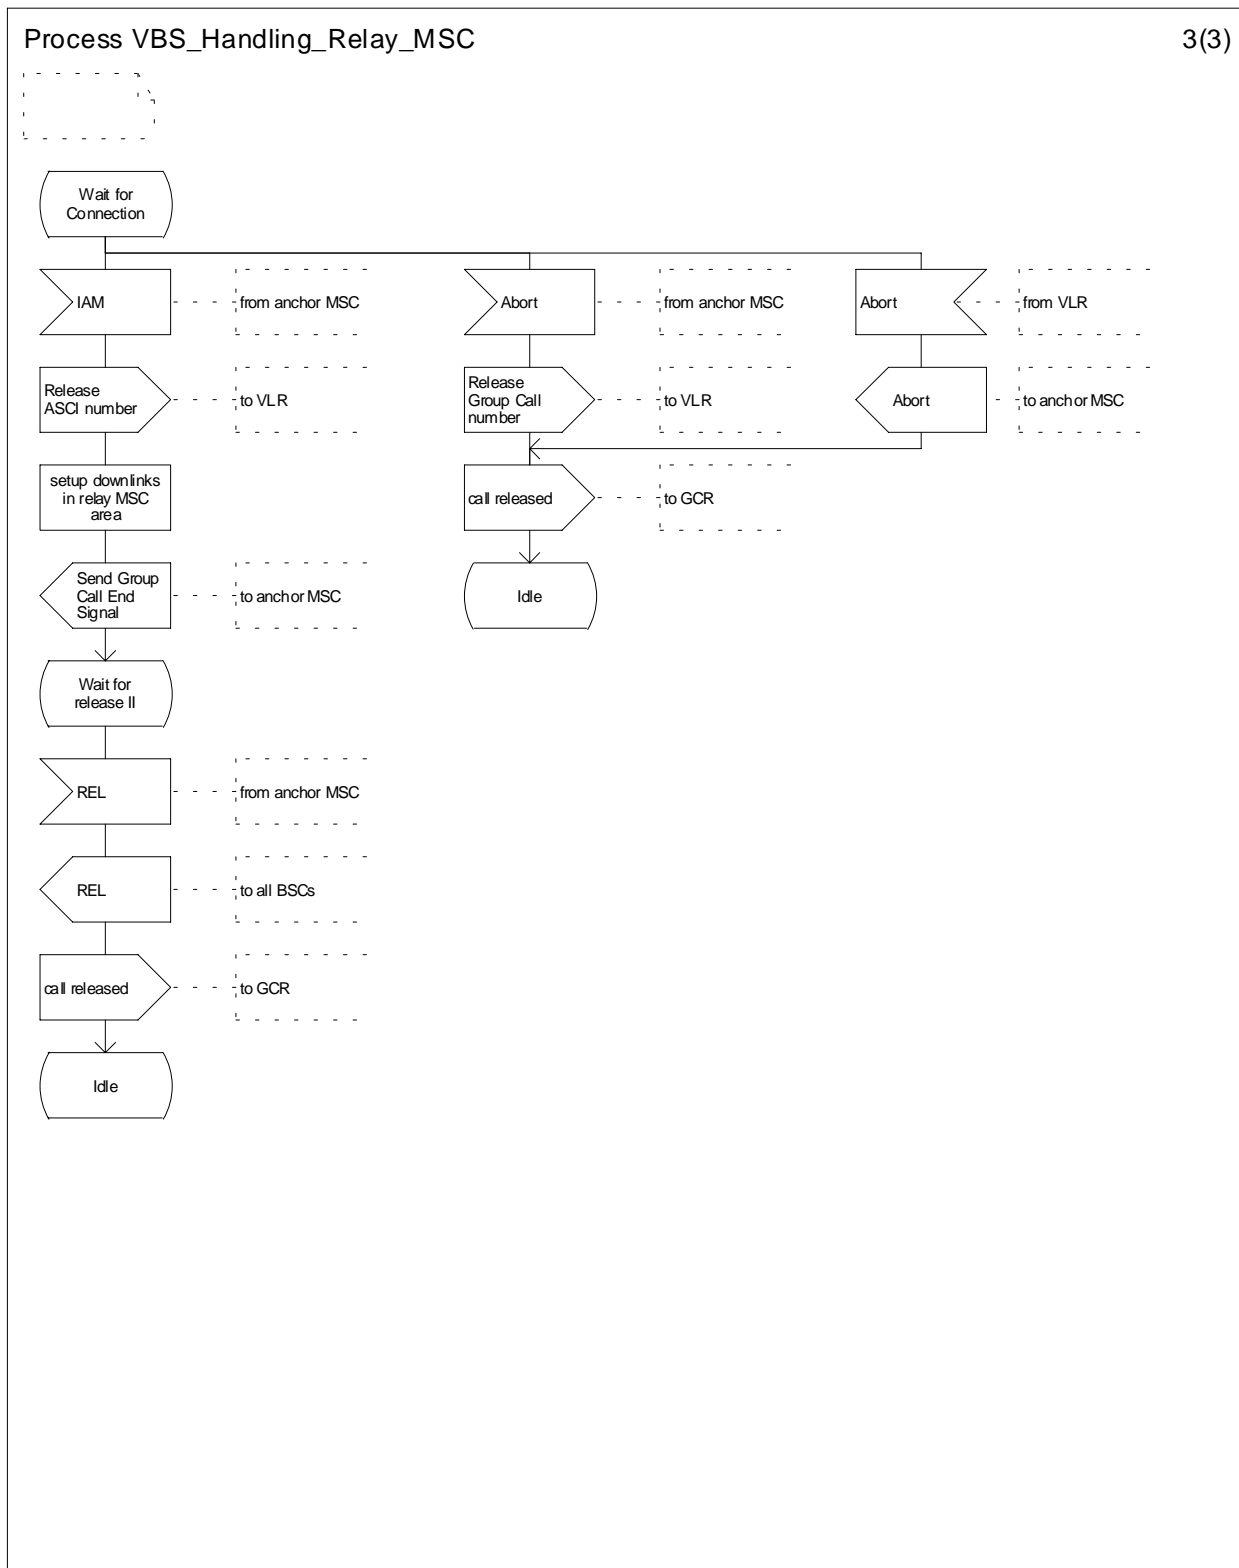 Process VBS_Handling_Relay_MSC
3(3)
Wait for
Connection
IAM
from anchor MSC
Abort
from anchor MSC
Abort
from VLR
Release
ASCI number
to VLR
Release
Group Call
number
to VLR
Abort
to anchor MSC
setup downlinks
in relay MSC
area
call released
to GCR
Send Group
Call End
Signal
to anchor MSC
Idle
Wait for
release II
REL
from anchor MSC
REL
to all BSCs
call released
to GCR
Idle